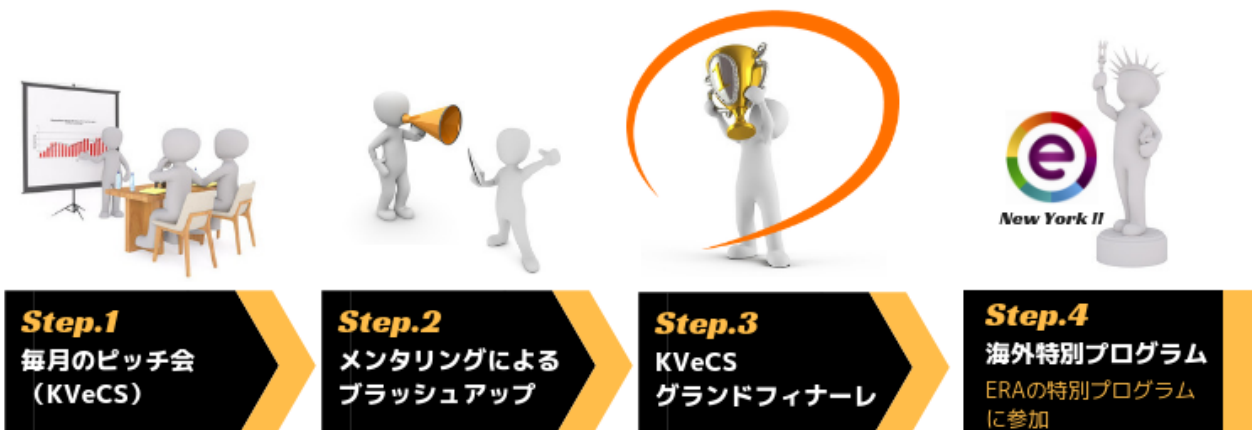 e
New York !!
Step.1
毎月のピッチ会
（KVeCS）
Step.2
メンタリングによる
ブラッシュアップ
Step.3
KVeCS
グランドフィナーレ
Step.4
海外特別プログラム
ERAの特別プログラム
に参加